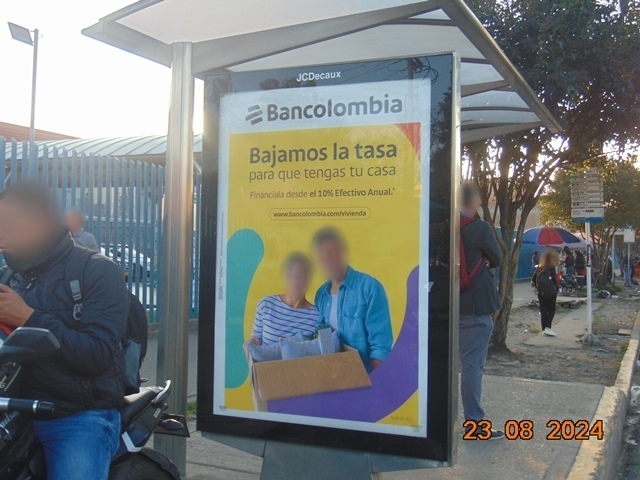 JCDecaux
Bancolombia
Bajamos la tasa
para que tengas tu casa
Finánciala desde el 10% Efectivo Anual.*
www.bancolombia.com/vivienda
23 08 2024